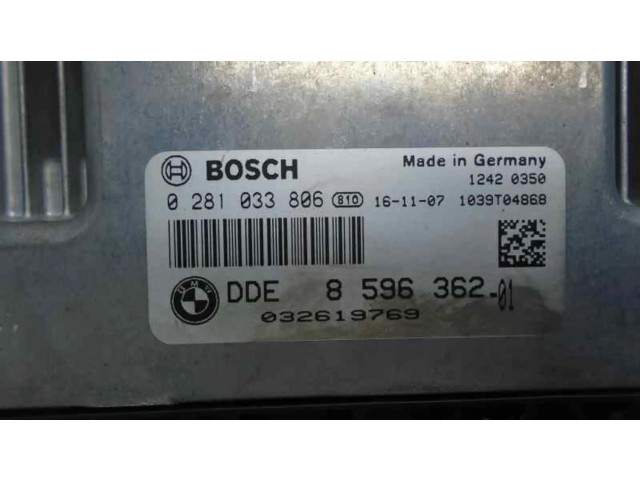 BOSCH Made in Germany
1242 0350
0 281 033 806 810 16-11-07 1039T04868
BMW DDE 8 596 362-01
032619769